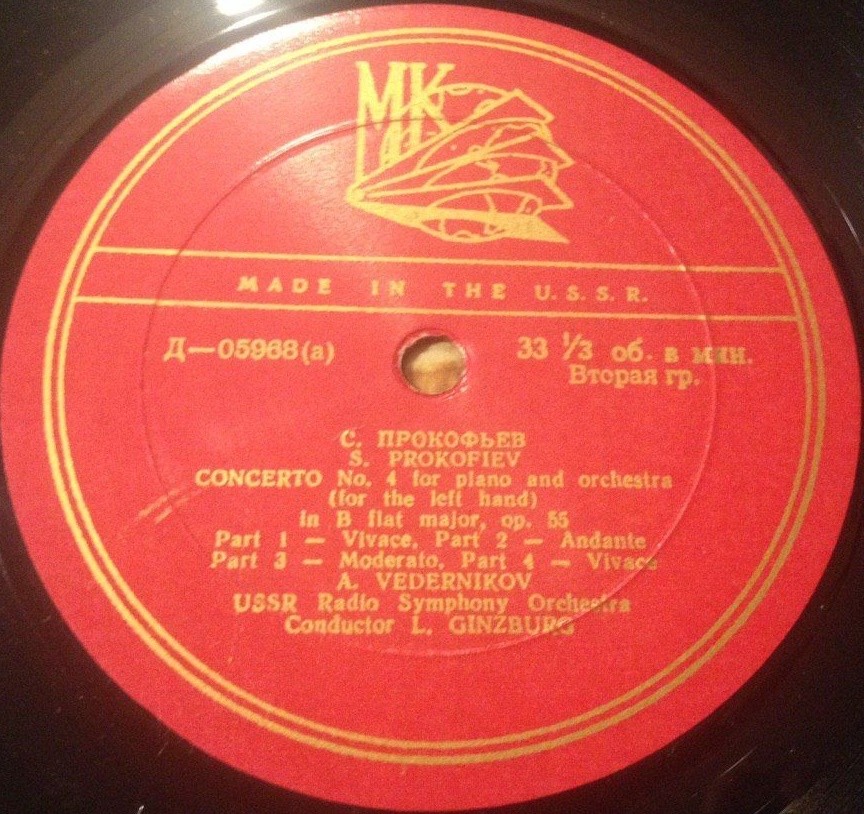 МК
MADE IN THE U.S.S.R.
Д—05968(а)
33 ⅓ об. в мин.
Вторая гр.
С. ПРОКОФЬЕВ
S. PROKOFIEV
CONCERTO No. 4 for piano and orchestra
(for the left hand)
in B flat major, op. 55
Part 1 — Vivace, Part 2 — Andante
Part 3 — Moderato, Part 4 — Vivace
A. VEDERNIKOV
USSR Radio Symphony Orchestra
Conductor L. GINZBURG